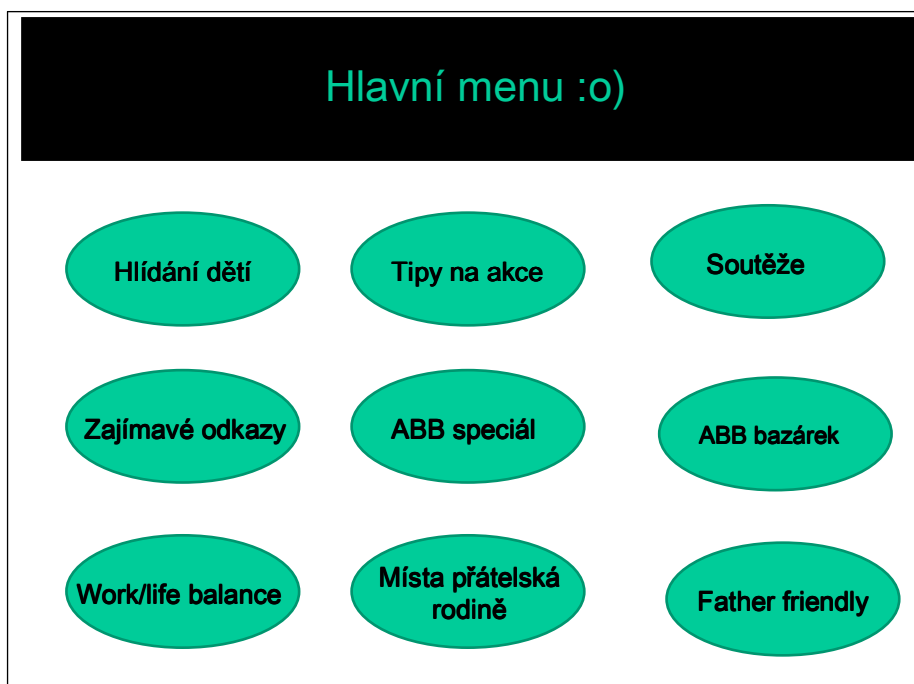 Hlavní menu :o)
Hlídání dětí
Tipy na akce
Soutěže
Zajímavé odkazy
ABB speciál
ABB bazárek
Work/life balance
Místa přátelská
rodině
Father friendly